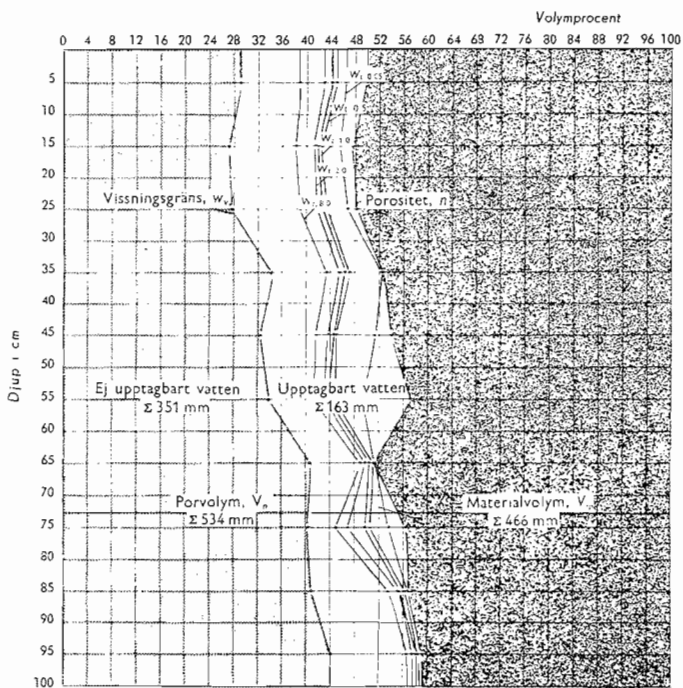 Volymprocent
0 4 8 12 16 20 24 28 32 36 40 44 48 52 56 60 64 68 72 76 80 84 88 92 96 100
5
10
15
20
Vissningsgräns, wv
Porositet, n
25
30
35
40
45
50
Djup i cm
Ej upptagbart vatten
Upptagbart vatten
55
Σ 351 mm
Σ 163 mm
60
65
70
Porvolym, Vn
Materialvolym, V
75
Σ 534 mm
Σ 466 mm
80
85
90
95
100